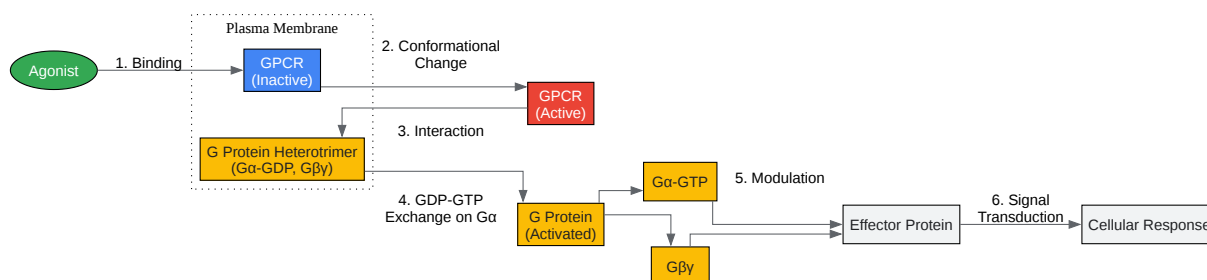 Plasma Membrane
Agonist
1. Binding
GPCR
(Inactive)
2. Conformational
Change
GPCR
(Active)
3. Interaction
G Protein Heterotrimer
(Gα-GDP, Gβγ)
4. GDP-GTP
Exchange on Gα
G Protein
(Activated)
Gα-GTP
Gβγ
5. Modulation
Effector Protein
6. Signal
Transduction
Cellular Response